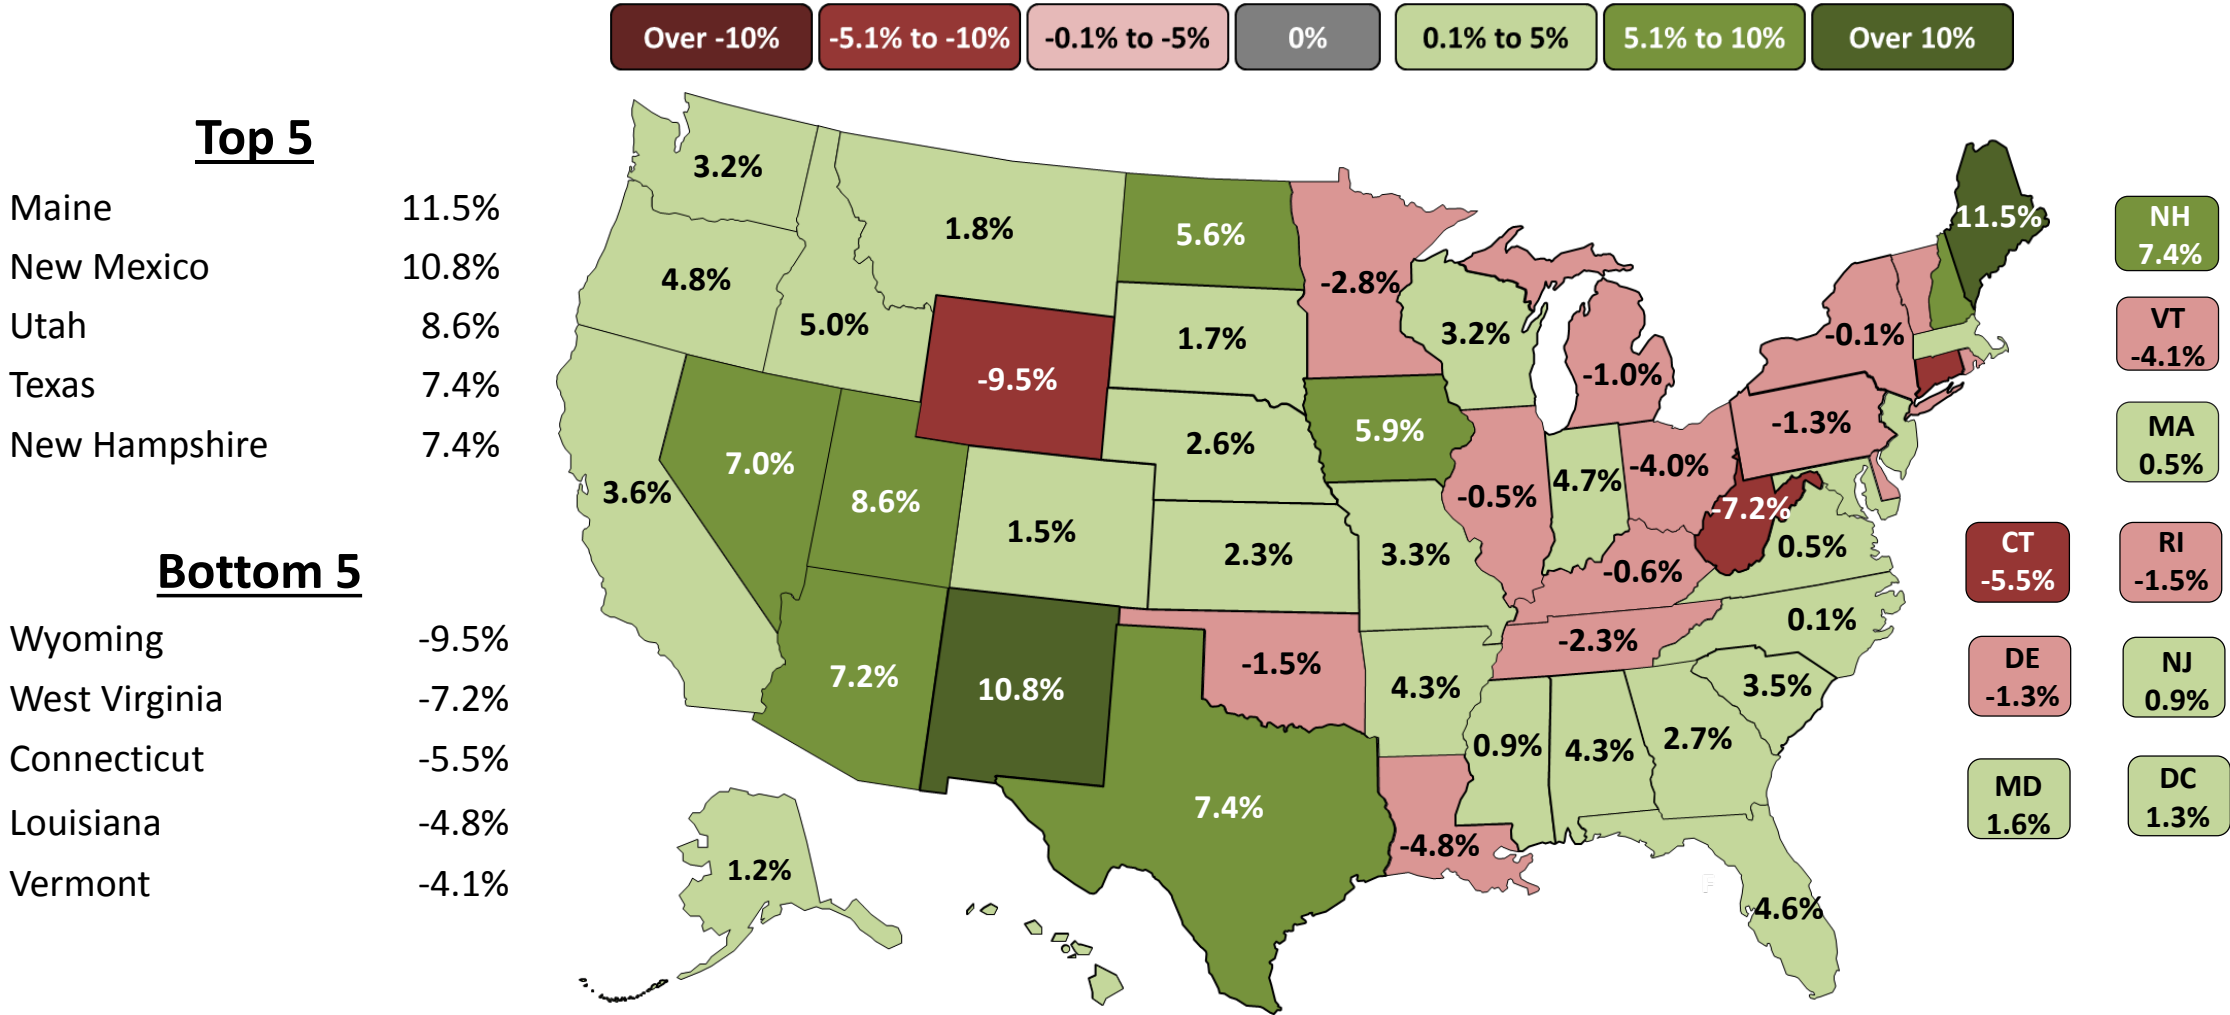 Over -10%
-5.1% to -10%
-0.1% to -5%
0%
0.1% to 5%
5.1% to 10%
Over 10%
Top 5
Maine 11.5%
New Mexico 10.8%
Utah 8.6%
Texas 7.4%
New Hampshire 7.4%
Bottom 5
Wyoming -9.5%
West Virginia -7.2%
Connecticut -5.5%
Louisiana -4.8%
Vermont -4.1%
3.2%
1.8%
5.6%
-2.8%
11.5%
4.8%
5.0%
-9.5%
1.7%
3.2%
-1.0%
-0.1%
3.6%
7.0%
8.6%
2.6%
5.9%
-0.5%
4.7%
-4.0%
-1.3%
-7.2%
1.5%
2.3%
3.3%
-0.6%
0.5%
7.2%
10.8%
-1.5%
4.3%
-2.3%
0.1%
3.5%
7.4%
-4.8%
0.9%
4.3%
2.7%
4.6%
1.2%
F
NH
7.4%
VT
-4.1%
MA
0.5%
CT
-5.5%
RI
-1.5%
DE
-1.3%
NJ
0.9%
MD
1.6%
DC
1.3%